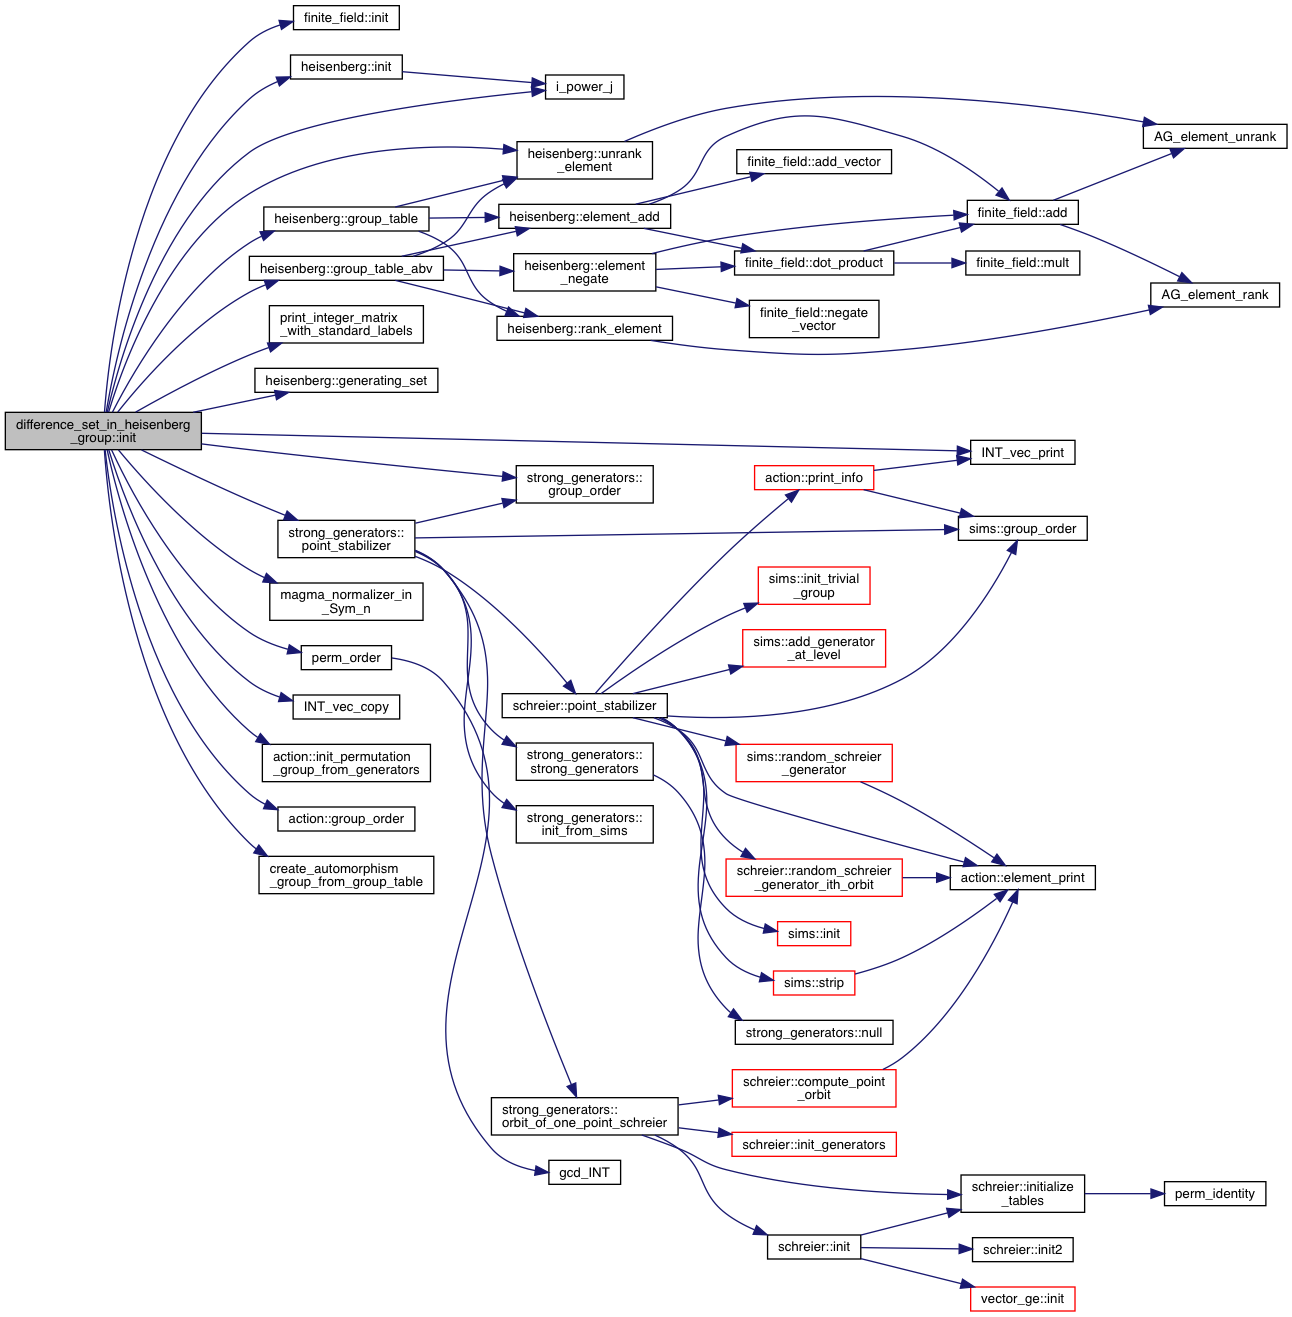 finite_field::init
heisenberg::init
i_power_j
AG_element_unrank
heisenberg::unrank
_element
finite_field::add_vector
heisenberg::group_table
heisenberg::element_add
finite_field::add
heisenberg::group_table_abv
heisenberg::element
_negate
finite_field::dot_product
finite_field::mult
AG_element_rank
print_integer_matrix
_with_standard_labels
heisenberg::rank_element
finite_field::negate
_vector
heisenberg::generating_set
difference_set_in_heisenberg
_group::init
INT_vec_print
strong_generators::
group_order
action::print_info
sims::group_order
strong_generators::
point_stabilizer
magma_normalizer_in
_Sym_n
sims::init_trivial
_group
perm_order
sims::add_generator
_at_level
INT_vec_copy
schreier::point_stabilizer
action::init_permutation
_group_from_generators
strong_generators::
strong_generators
sims::random_schreier
_generator
action::group_order
strong_generators::
init_from_sims
create_automorphism
_group_from_group_table
schreier::random_schreier
_generator_ith_orbit
action::element_print
sims::init
sims::strip
strong_generators::null
schreier::compute_point
_orbit
strong_generators::
orbit_of_one_point_schreier
schreier::init_generators
gcd_INT
schreier::initialize
_tables
perm_identity
schreier::init
schreier::init2
vector_ge::init